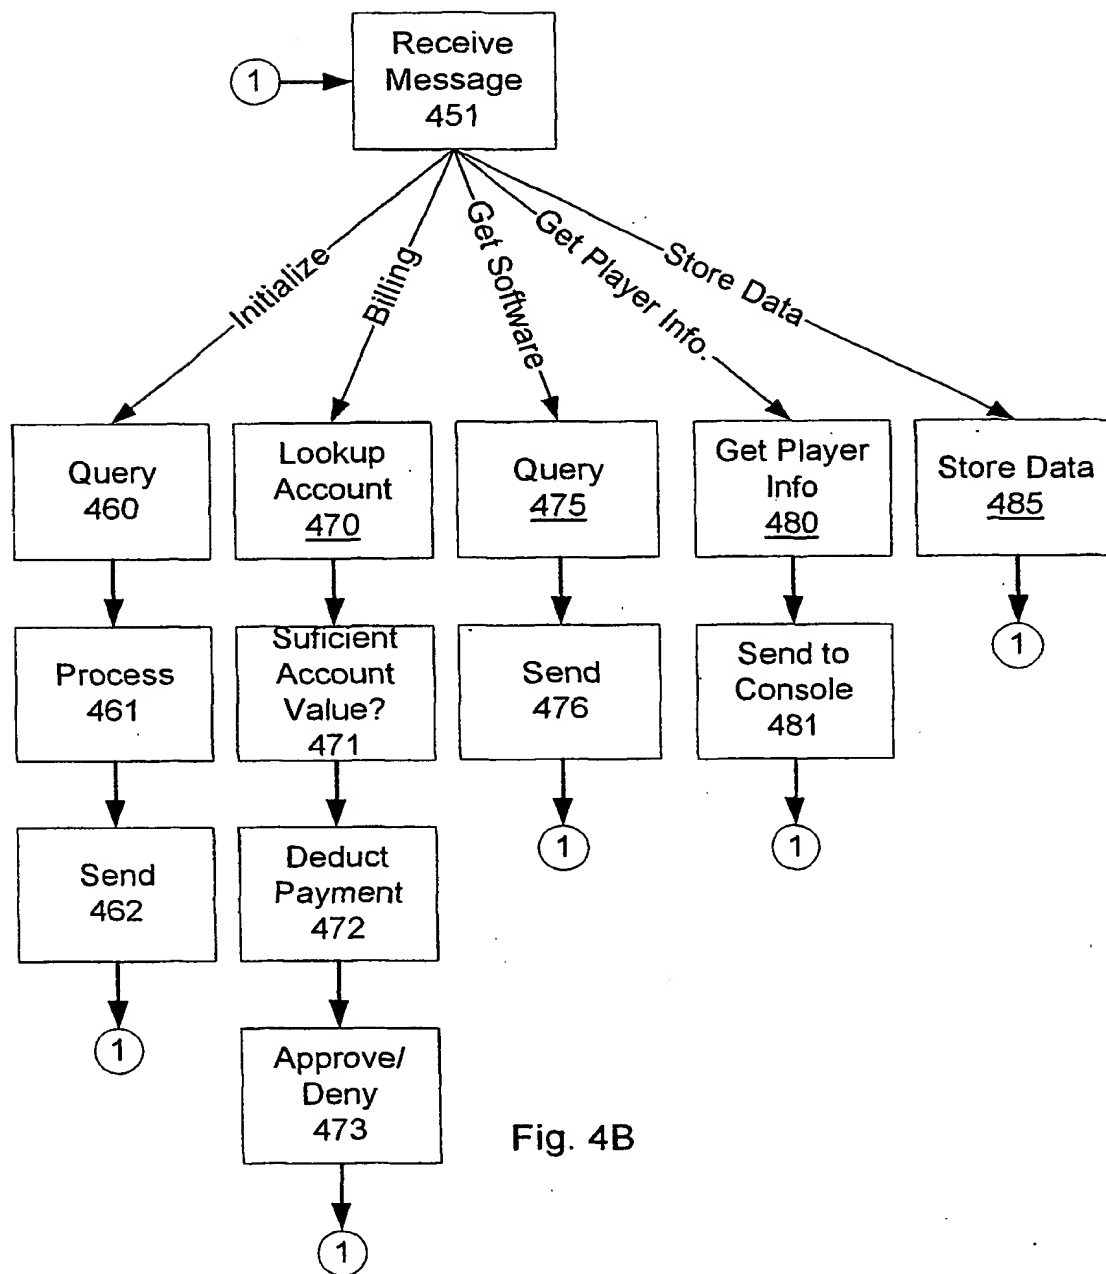 Receive
Message
451
1
Initialize
Billing
Get Software
Get Player Info.
Store Data
Query
460
Lookup
Account
470
Query
475
Get Player
Info
480
Store Data
485
Process
461
Suficient
Account
Value?
471
Send
476
Send to
Console
481
1
Send
462
Deduct
Payment
472
1
1
1
Approve/
Deny
473
Fig. 4B
1